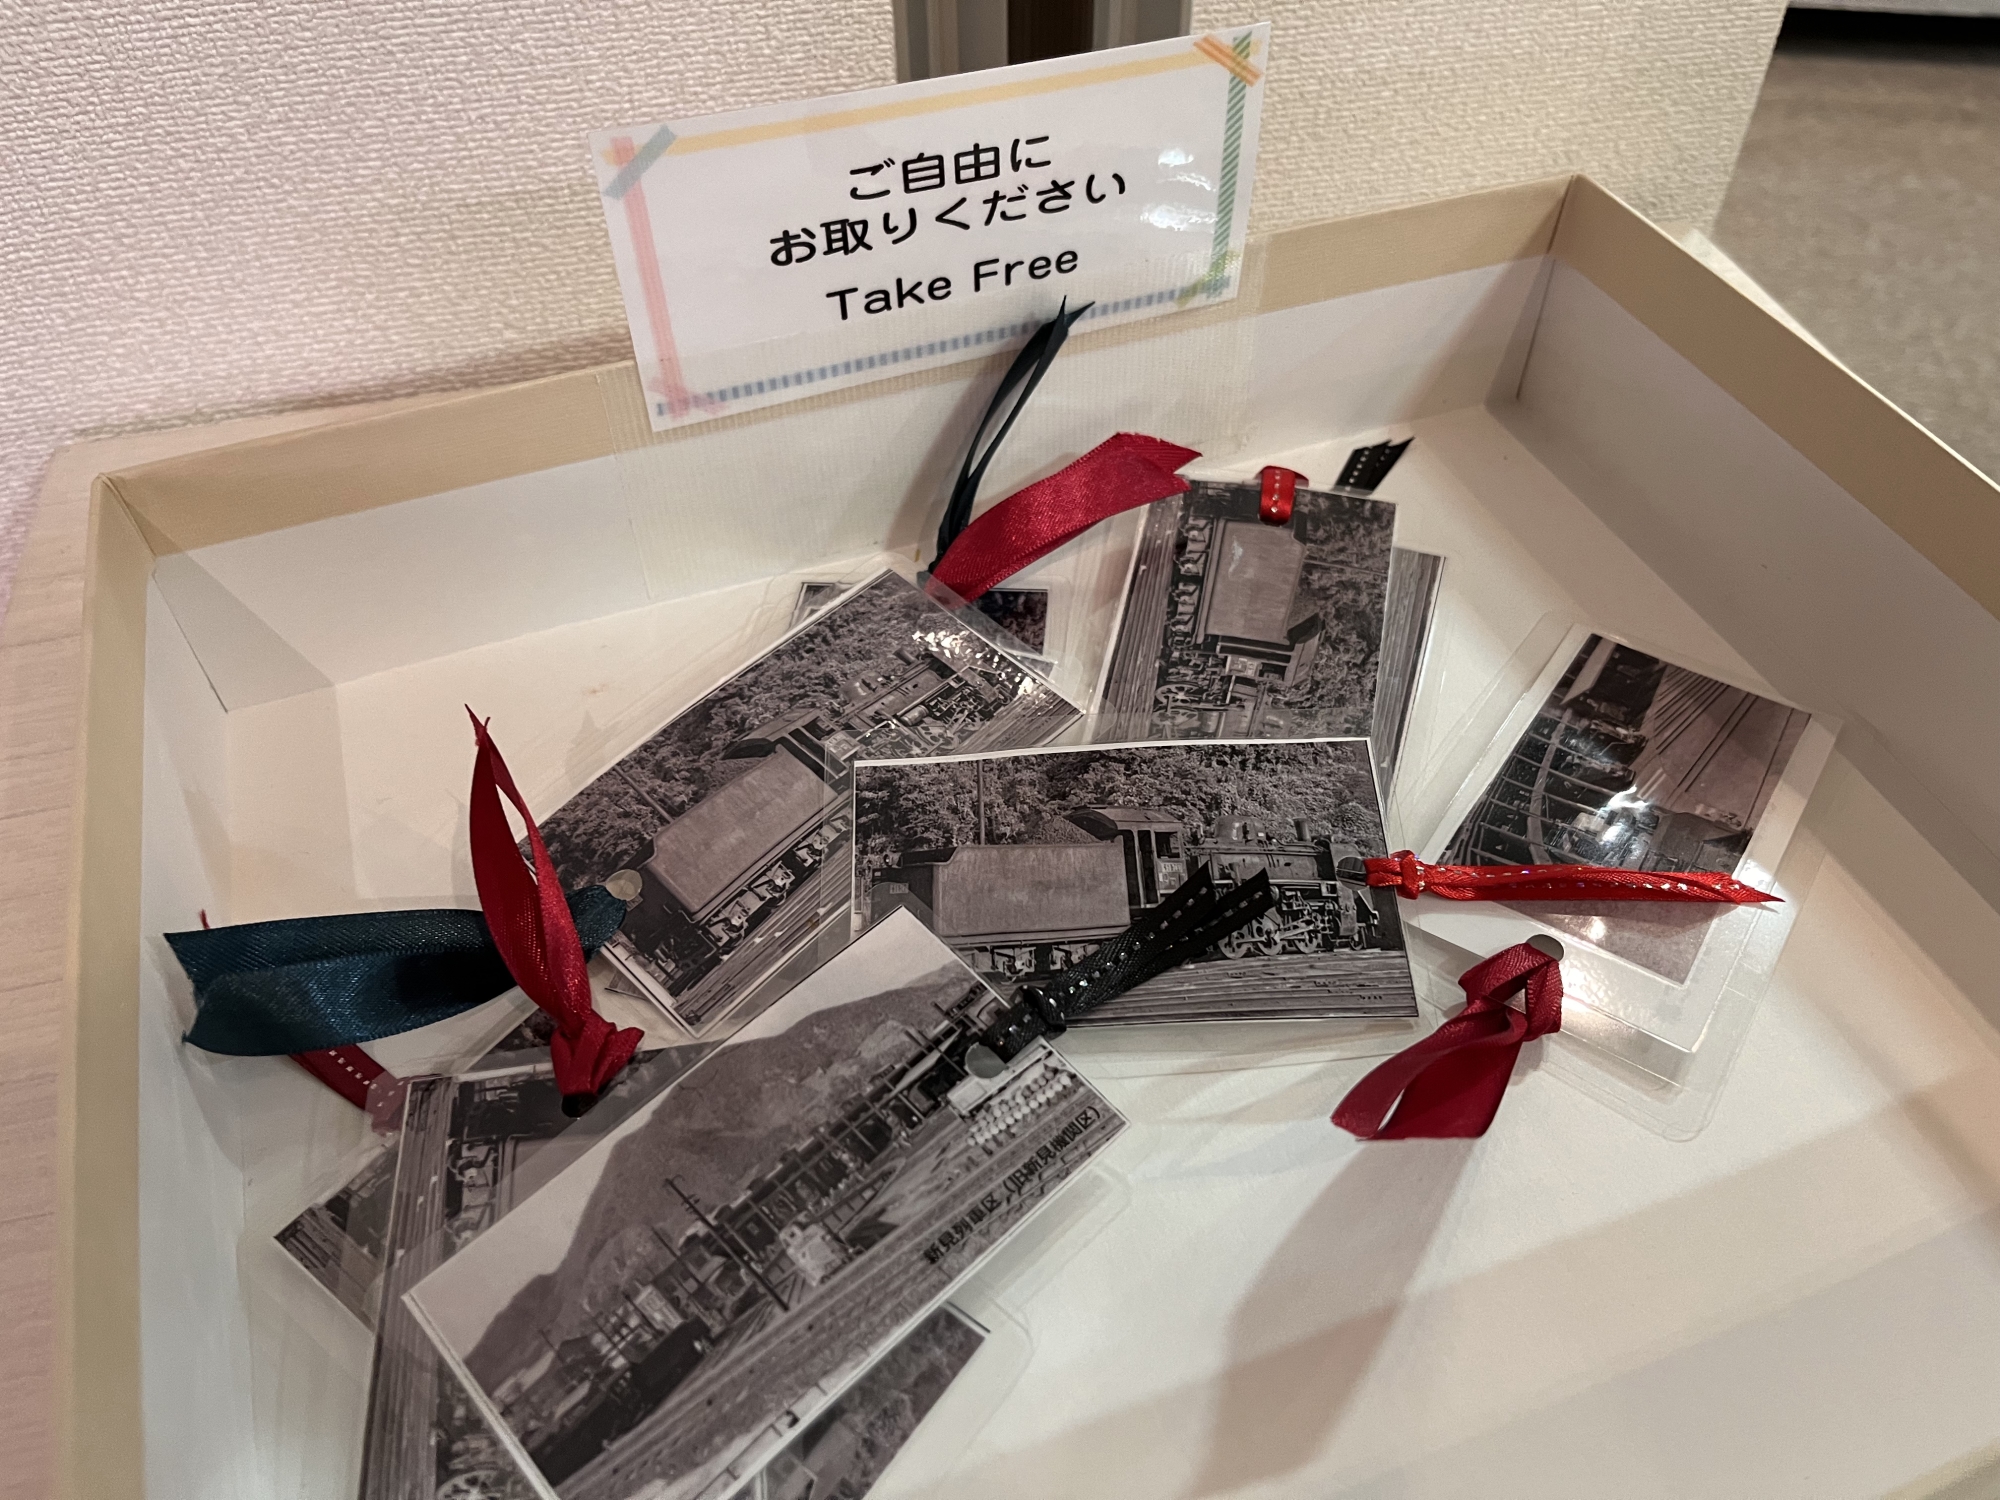 ご自由に
お取りください
Take Free
新見列車区（旧新見機関区）